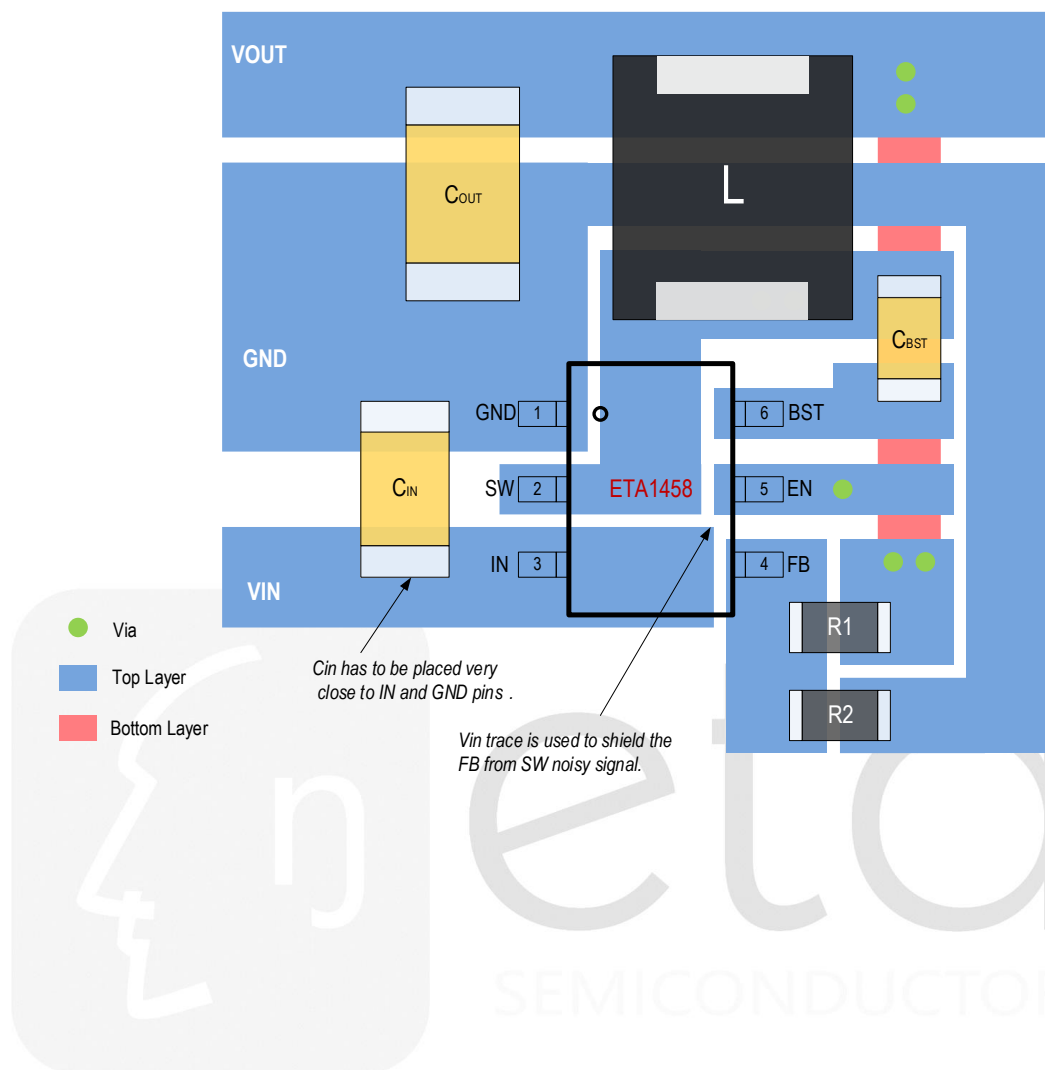 VOUT
L
COUT
GND
CBST
GND 1
6 BST
CIN
SW 2
ETA1458
5 EN
IN 3
4 FB
VIN
R1
Via
Top Layer
Bottom Layer
Cin has to be placed very
close to IN and GND pins .
R2
Vin trace is used to shield the
FB from SW noisy signal.
ŋ
eta
SEMICONDUCTOR